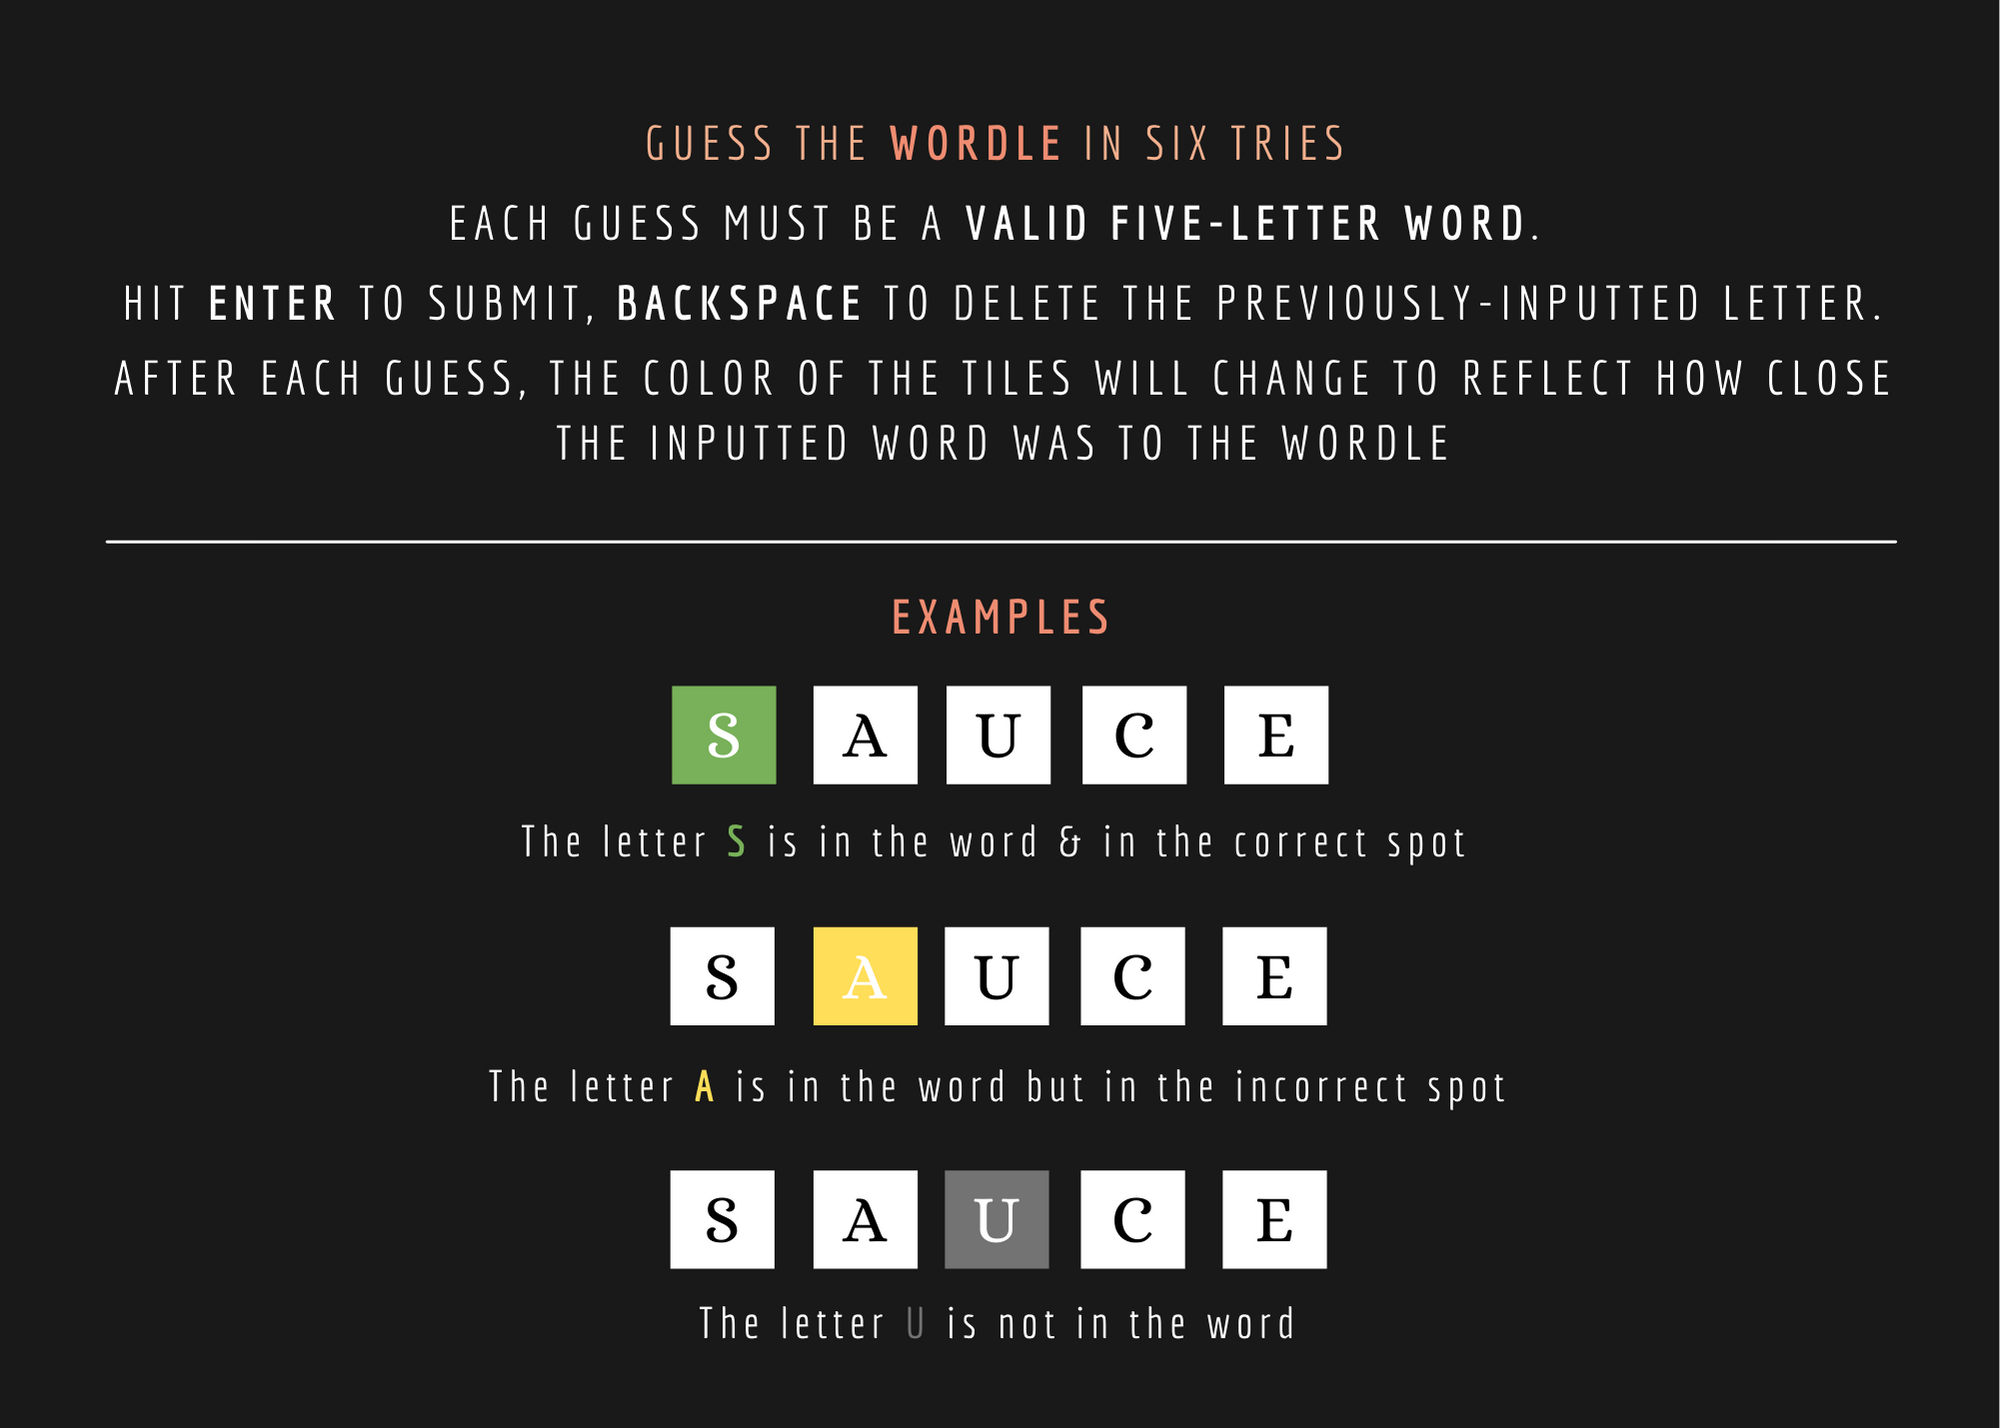 GUESS THE WORDLE IN SIX TRIES
EACH GUESS MUST BE A VALID FIVE-LETTER WORD.
HIT ENTER TO SUBMIT, BACKSPACE TO DELETE THE PREVIOUSLY-INPUTTED LETTER.
AFTER EACH GUESS, THE COLOR OF THE TILES WILL CHANGE TO REFLECT HOW CLOSE
THE INPUTTED WORD WAS TO THE WORDLE
EXAMPLES
S A U C E
The letter S is in the word & in the correct spot
S A U C E
The letter A is in the word but in the incorrect spot
S A U C E
The letter U is not in the word